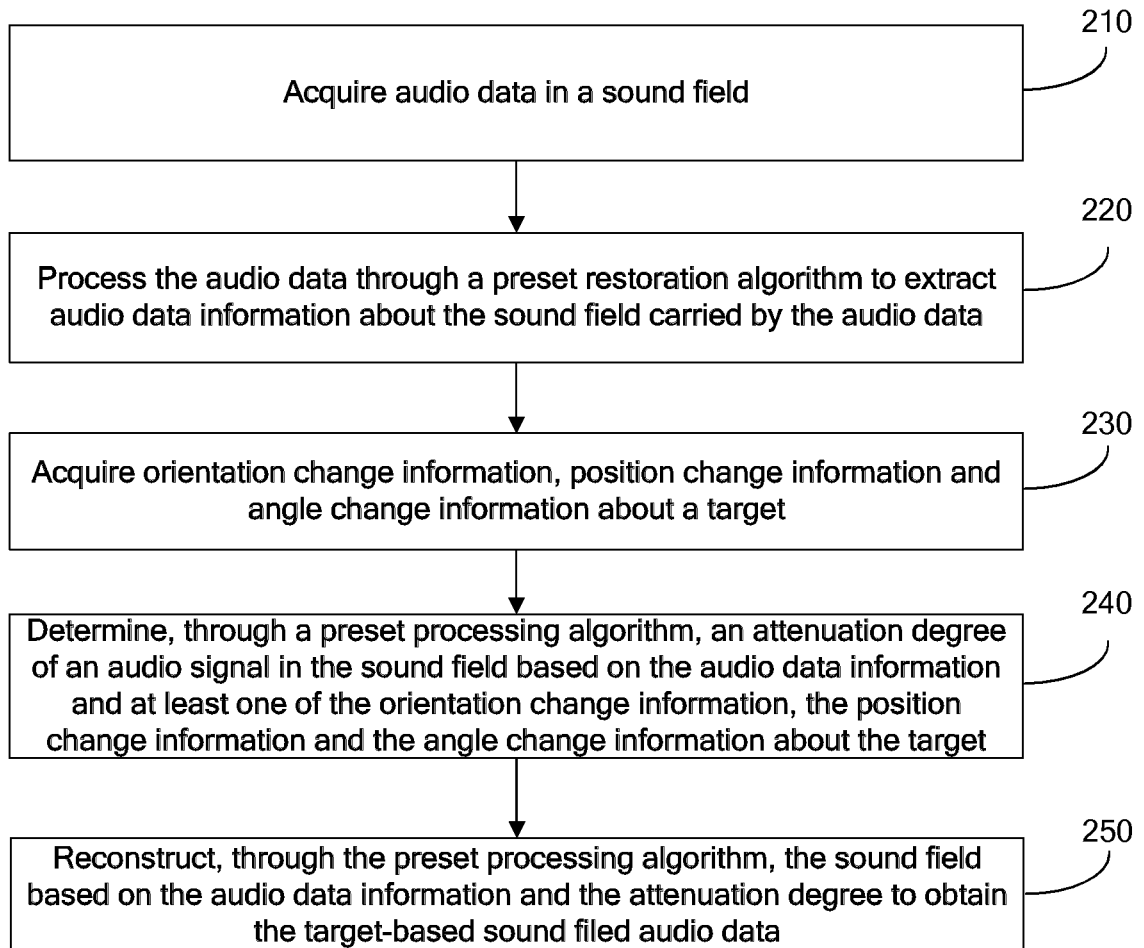 210
Acquire audio data in a sound field
220
Process the audio data through a preset restoration algorithm to extract
audio data information about the sound field carried by the audio data
230
Acquire orientation change information, position change information and
angle change information about a target
240
Determine, through a preset processing algorithm, an attenuation degree
of an audio signal in the sound field based on the audio data information
and at least one of the orientation change information, the position
change information and the angle change information about the target
250
Reconstruct, through the preset processing algorithm, the sound field
based on the audio data information and the attenuation degree to obtain
the target-based sound filed audio data